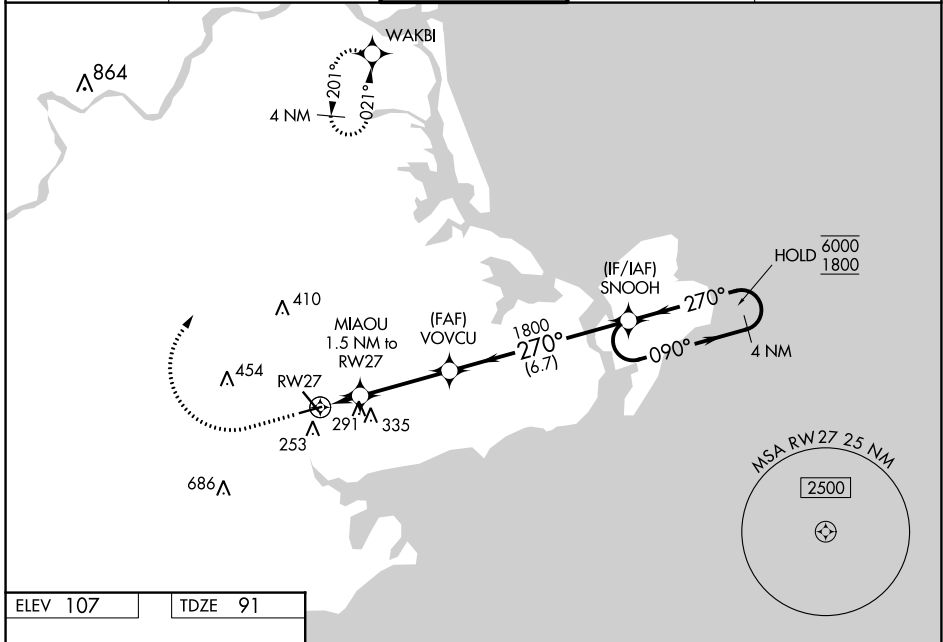 WAKBI
864
201°
021°
4 NM
HOLD 6000
1800
(IF/IAF)
SNOOH
270°
410
MIAOU
1.5 NM to
RW27
(FAF)
VOVCU
1800
270°
(6.7)
090°
4 NM
454
RW27
291
335
253
686
MSA RW27 25 NM
2500
ELEV 107
TDZE 91